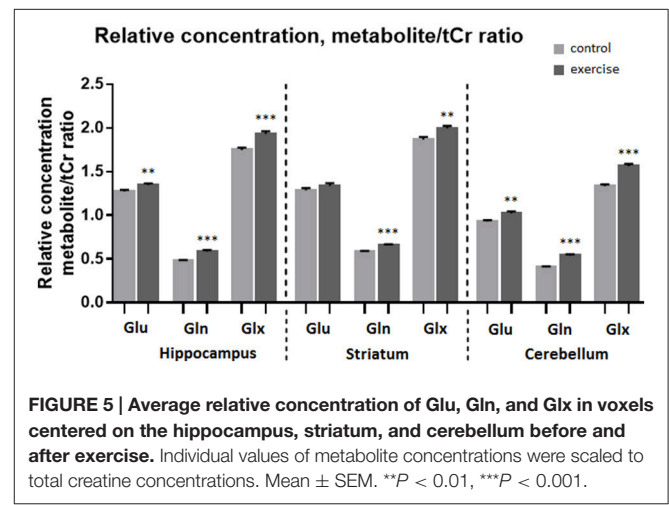 Relative concentration, metabolite/tCr ratio
control
exercise
Relative concentration
metabolite/tCr ratio
2.5
2.0
1.5
1.0
0.5
0.0
** *** *** *** ** ** *** ***
Glu Gln Glx Glu Gln Glx Glu Gln Glx
Hippocampus Striatum Cerebellum
FIGURE 5 | Average relative concentration of Glu, Gln, and Glx in voxels
centered on the hippocampus, striatum, and cerebellum before and
after exercise. Individual values of metabolite concentrations were scaled to
total creatine concentrations. Mean ± SEM. **P < 0.01, ***P < 0.001.